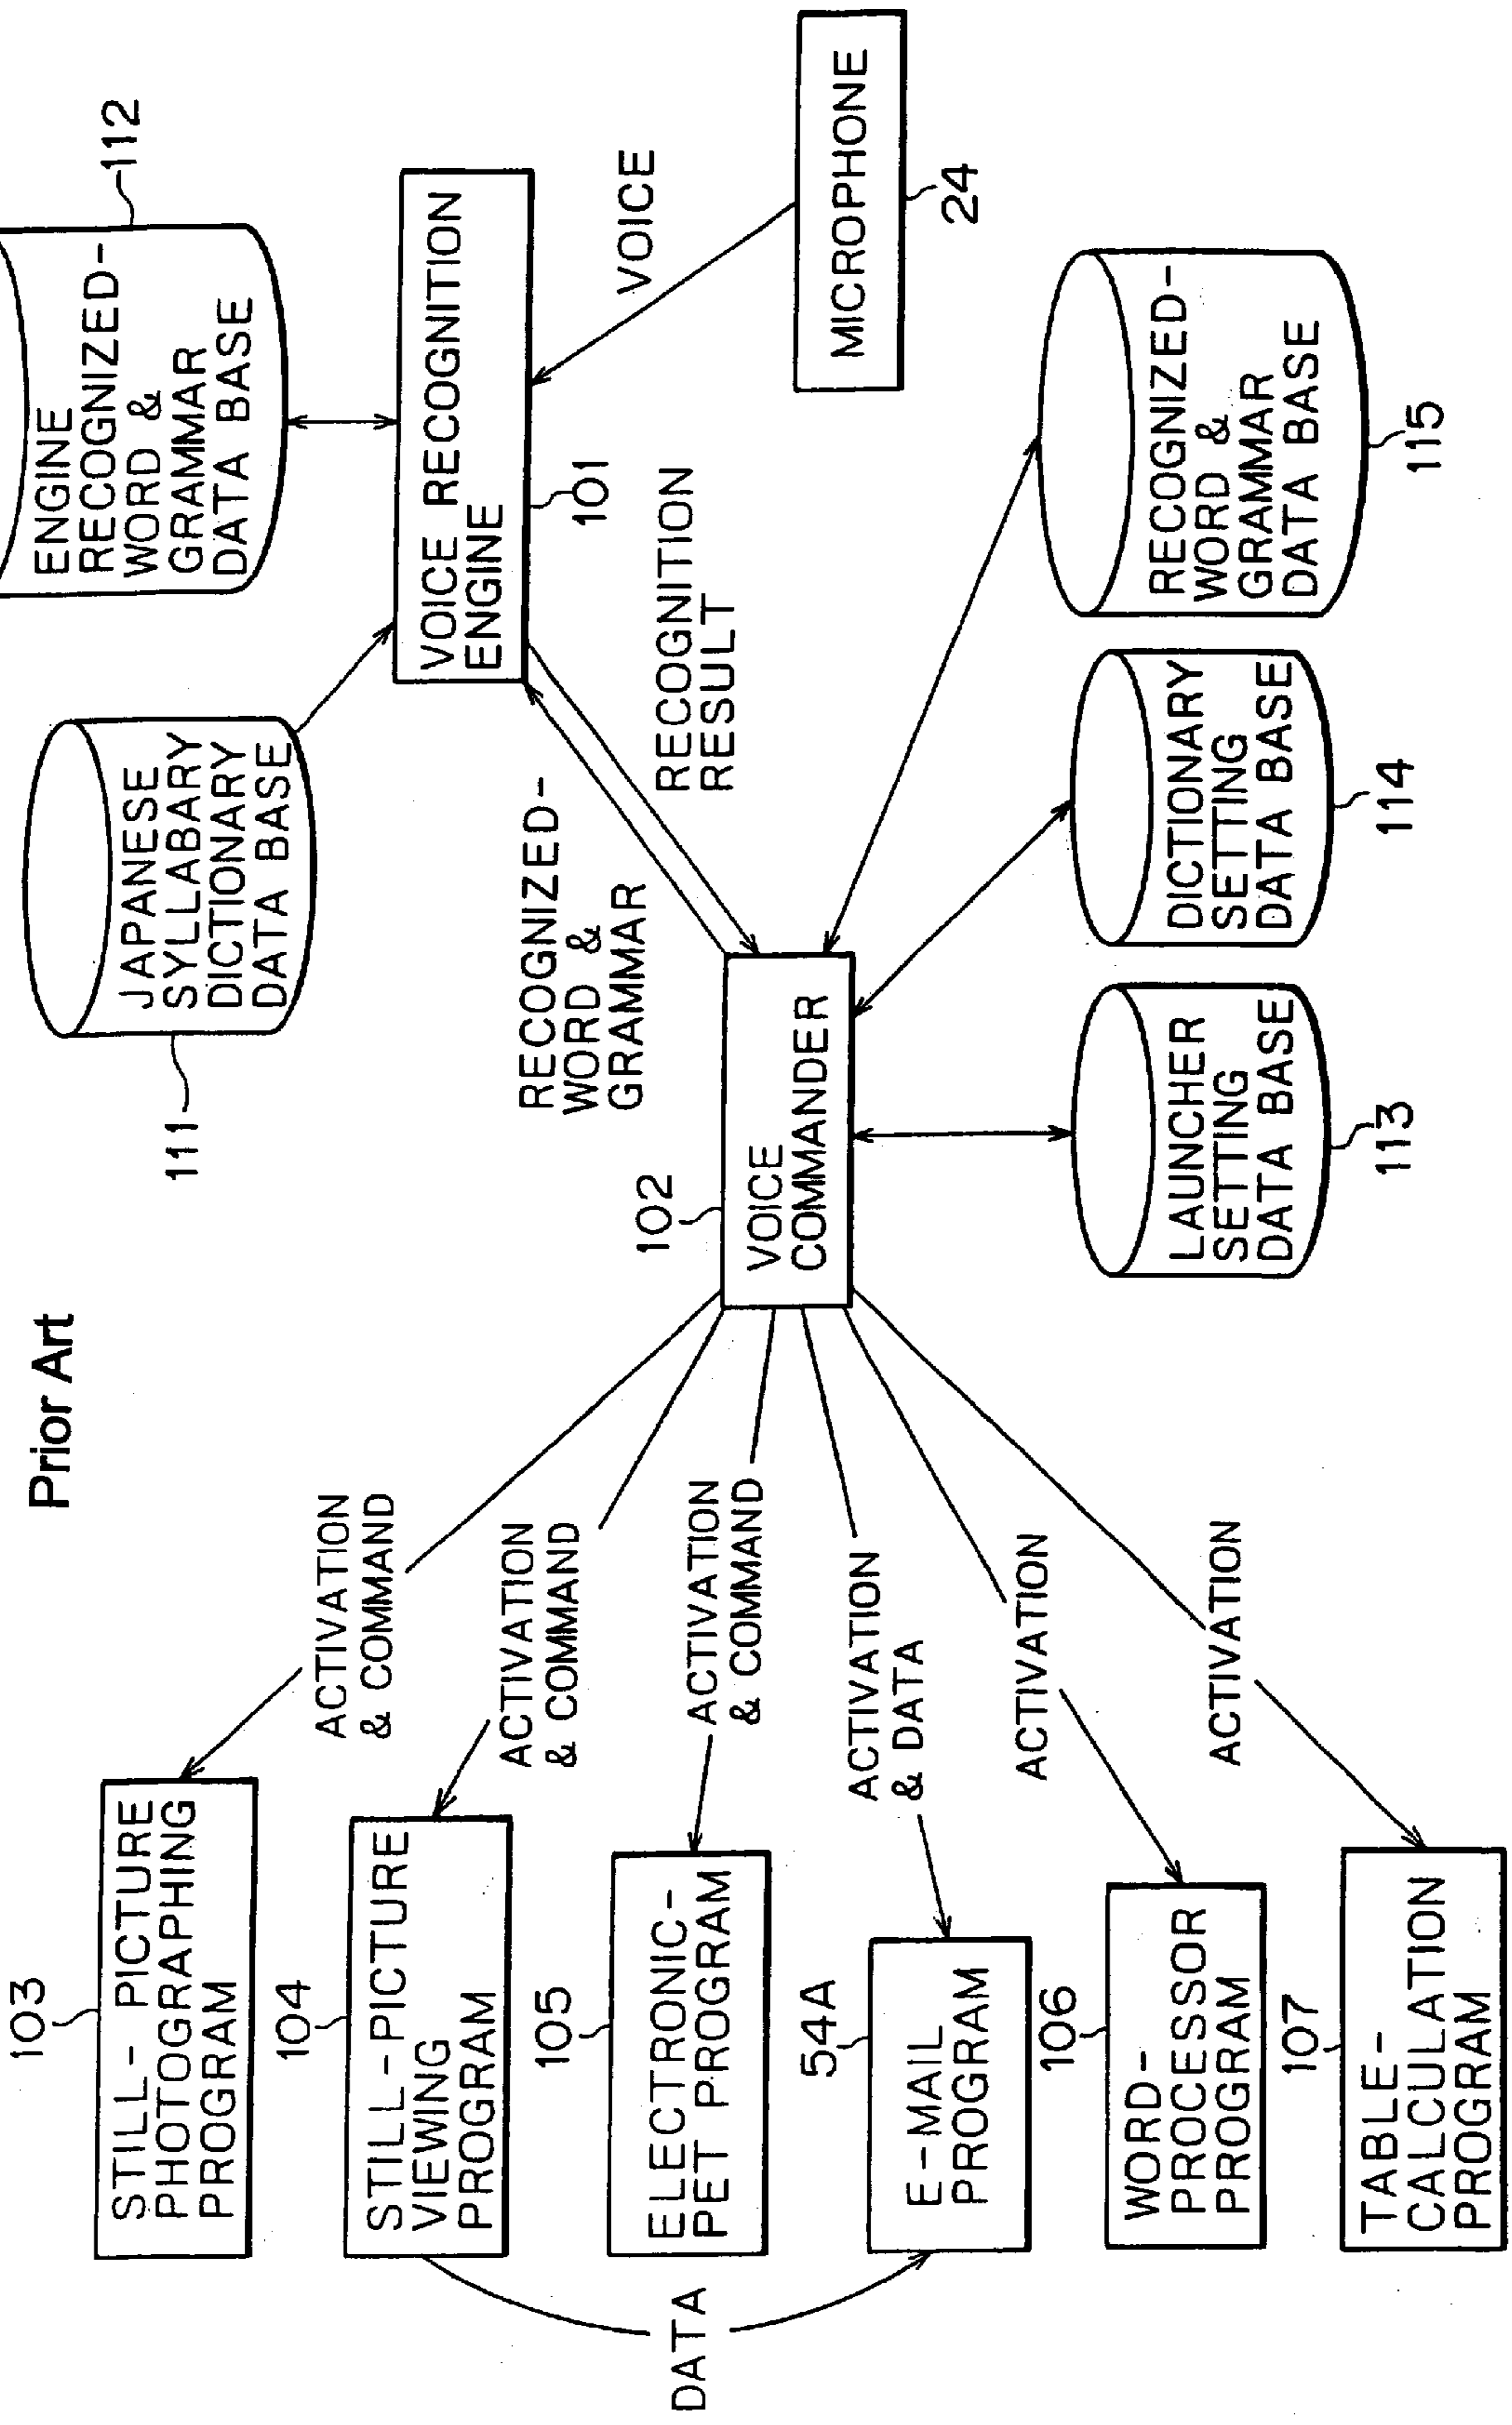 Prior Art
103
STILL-PICTURE
PHOTOGRAPHING
PROGRAM
104
STILL-PICTURE
VIEWING
PROGRAM
105
ELECTRONIC-
PET PROGRAM
54A
E-MAIL
PROGRAM
106
WORD-
PROCESSOR
PROGRAM
107
TABLE-
CALCULATION
PROGRAM
DATA
ACTIVATION
& COMMAND
ACTIVATION
& COMMAND
ACTIVATION
& COMMAND
ACTIVATION
& DATA
ACTIVATION
ACTIVATION
102
VOICE
COMMANDER
111
JAPANESE
SYLLABARY
DICTIONARY
DATA BASE
RECOGNIZED-
WORD &
GRAMMAR
RECOGNITION
RESULT
ENGINE
RECOGNIZED-
WORD &
GRAMMAR
DATA BASE
112
VOICE RECOGNITION
ENGINE
101
VOICE
MICROPHONE
24
LAUNCHER
SETTING
DATA BASE
113
DICTIONARY
SETTING
DATA BASE
114
RECOGNIZED-
WORD &
GRAMMAR
DATA BASE
115